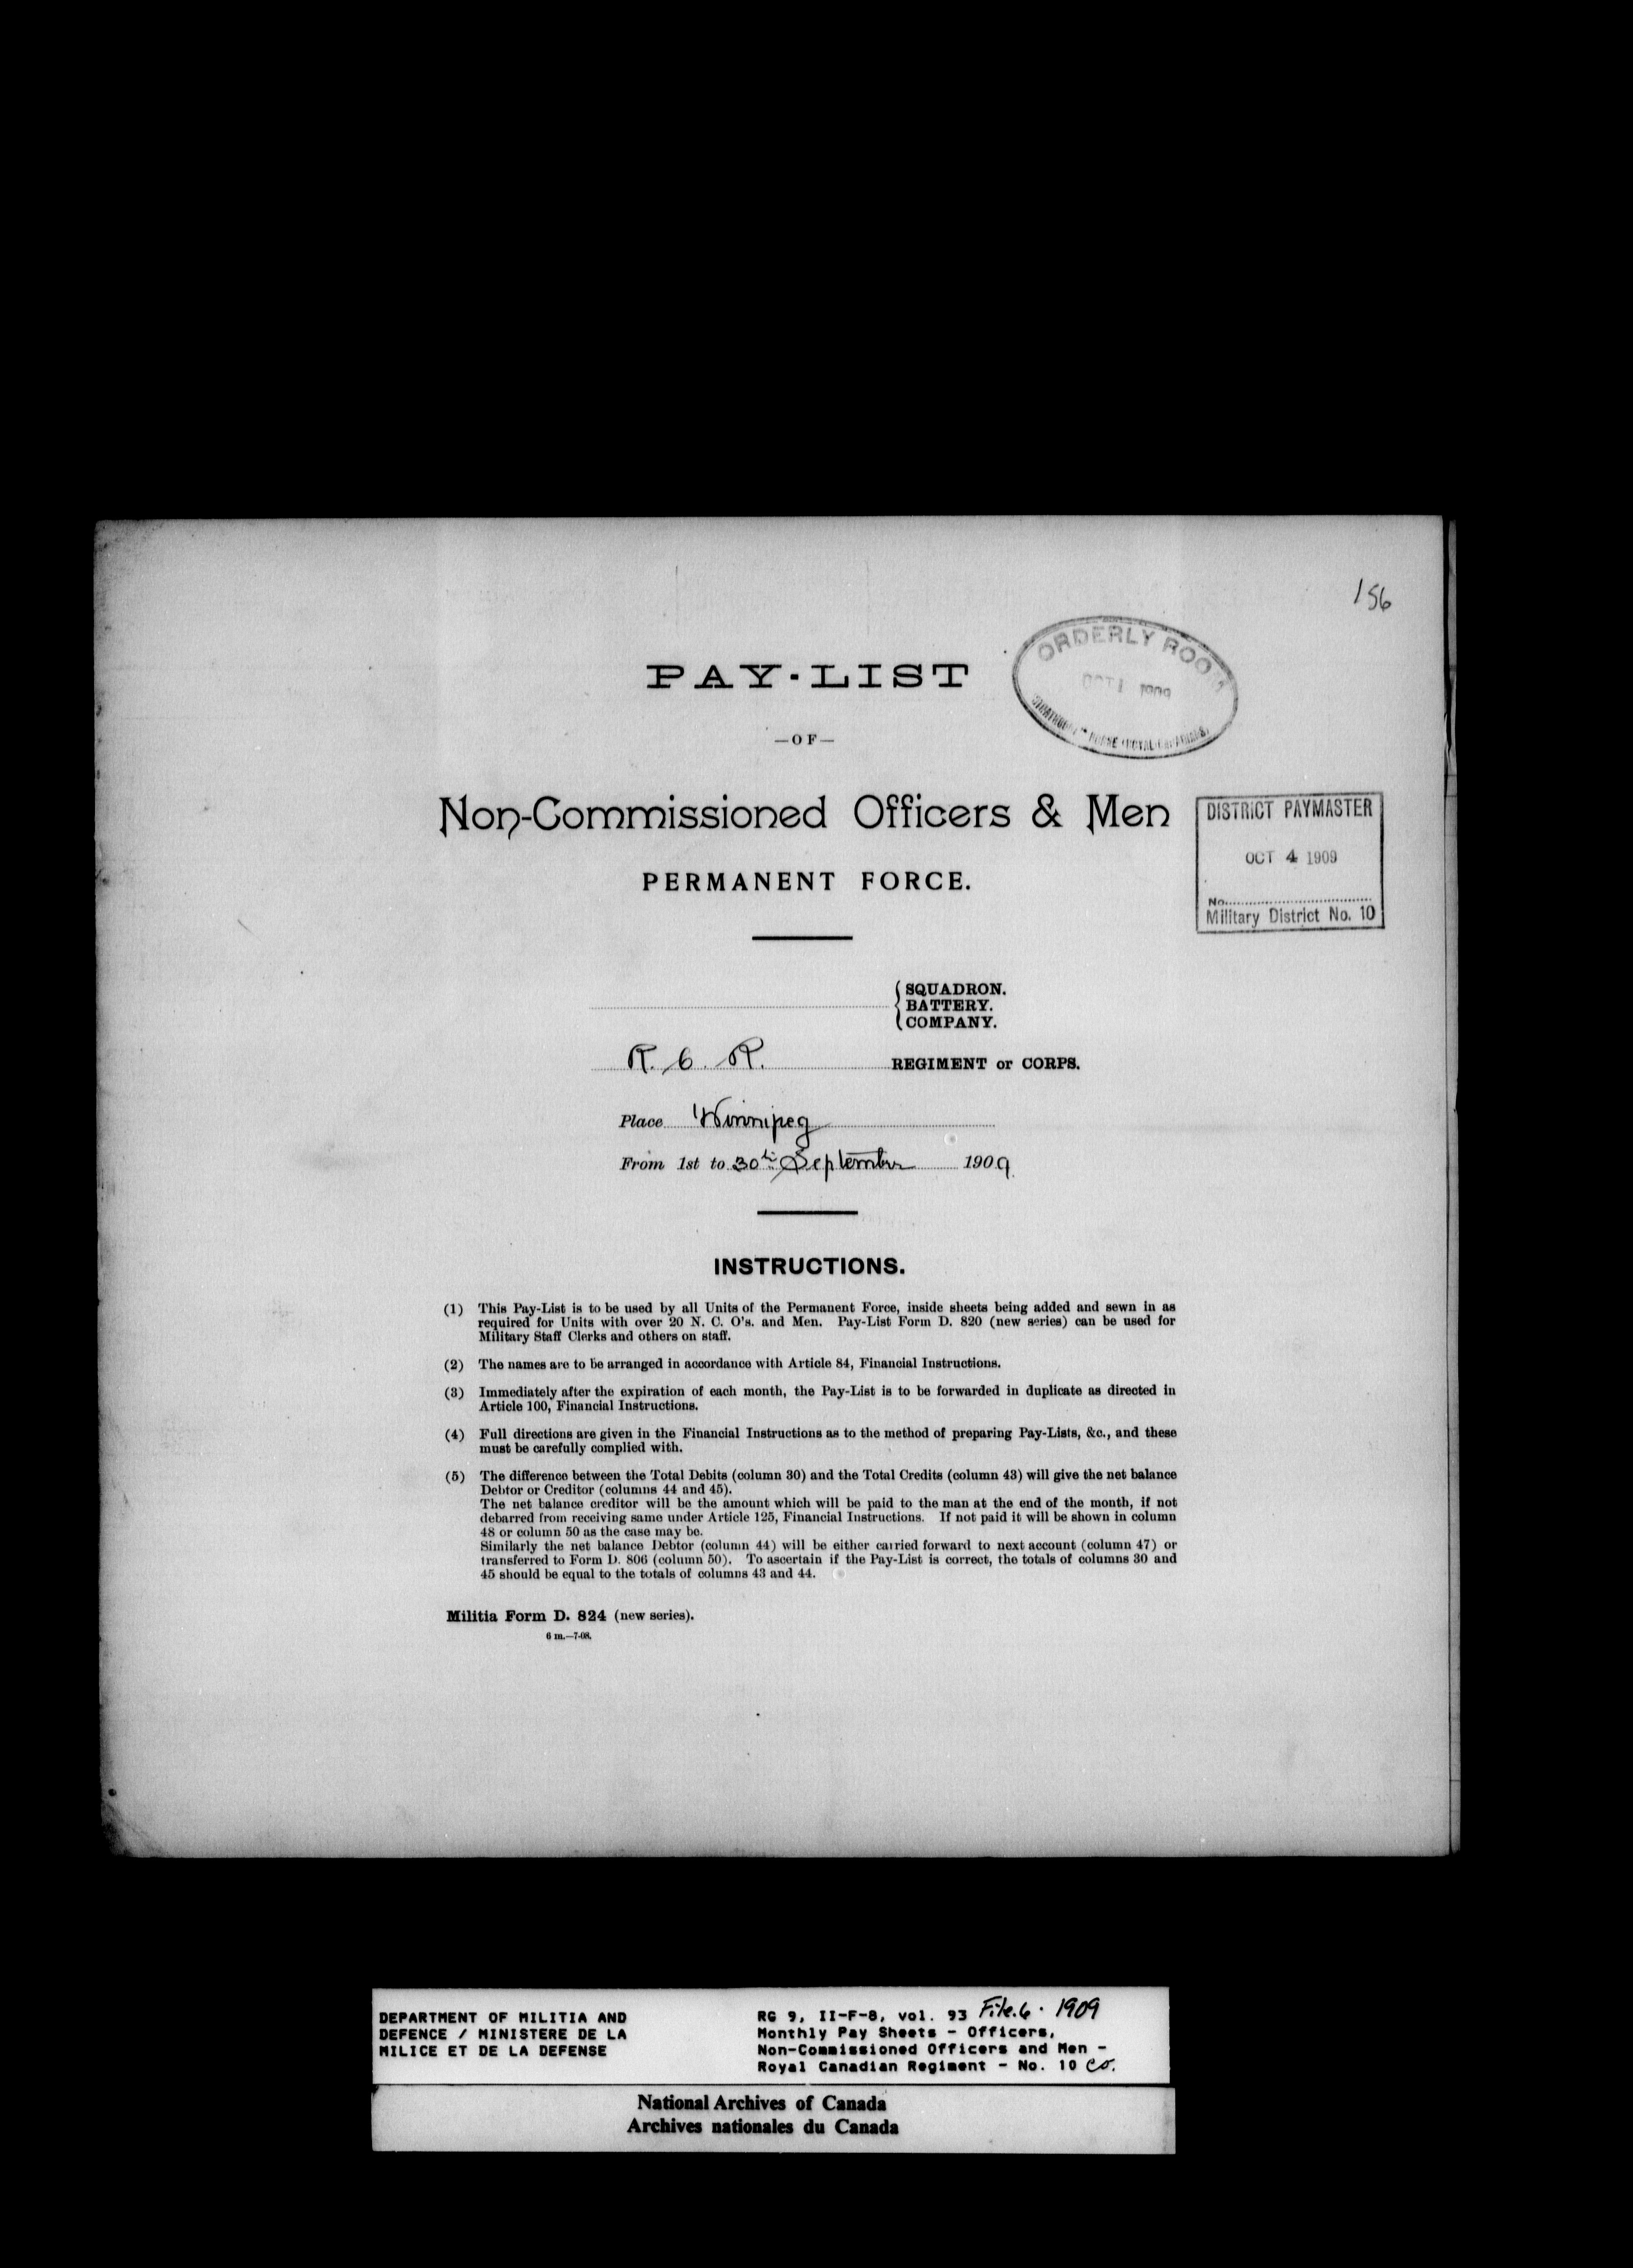 156
ORDERLY ROOM
OCT 1 1909
HORSE (ROYAL CANADIANS)
PAY-LIST
—OF—
Non-Commissioned Officers & Men
PERMANENT FORCE.
DISTRICT PAYMASTER
OCT 4 1909
No.
Military District No. 10
SQUADRON.
BATTERY.
COMPANY.
R. C. R. REGIMENT or CORPS.
Place Winnipeg
From 1st to 30th September 1909
INSTRUCTIONS.
(1) This Pay-List is to be used by all Units of the Permanent Force, inside sheets being added and sewn in as
required for Units with over 20 N. C. O's. and Men. Pay-List Form D. 820 (new series) can be used for
Military Staff Clerks and others on staff.
(2) The names are to be arranged in accordance with Article 84, Financial Instructions.
(3) Immediately after the expiration of each month, the Pay-List is to be forwarded in duplicate as directed in
Article 100, Financial Instructions.
(4) Full directions are given in the Financial Instructions as to the method of preparing Pay-Lists, &c., and these
must be carefully complied with.
(5) The difference between the Total Debits (column 30) and the Total Credits (column 43) will give the net balance
Debtor or Creditor (columns 44 and 45).
The net balance creditor will be the amount which will be paid to the man at the end of the month, if not
debarred from receiving same under Article 125, Financial Instructions. If not paid it will be shown in column
48 or column 50 as the case may be.
Similarly the net balance Debtor (column 44) will be either carried forward to next account (column 47) or
transferred to Form D. 806 (column 50). To ascertain if the Pay-List is correct, the totals of columns 30 and
45 should be equal to the totals of columns 43 and 44.
Militia Form D. 824 (new series).
6 m.—7-08.
DEPARTMENT OF MILITIA AND
DEFENCE / MINISTERE DE LA
MILICE ET DE LA DEFENSE
RG 9, II-F-8, vol. 93 File.6. 1909
Monthly Pay Sheets - Officers,
Non-Commissioned Officers and Men -
Royal Canadian Regiment - No. 10 Co.
National Archives of Canada
Archives nationales du Canada